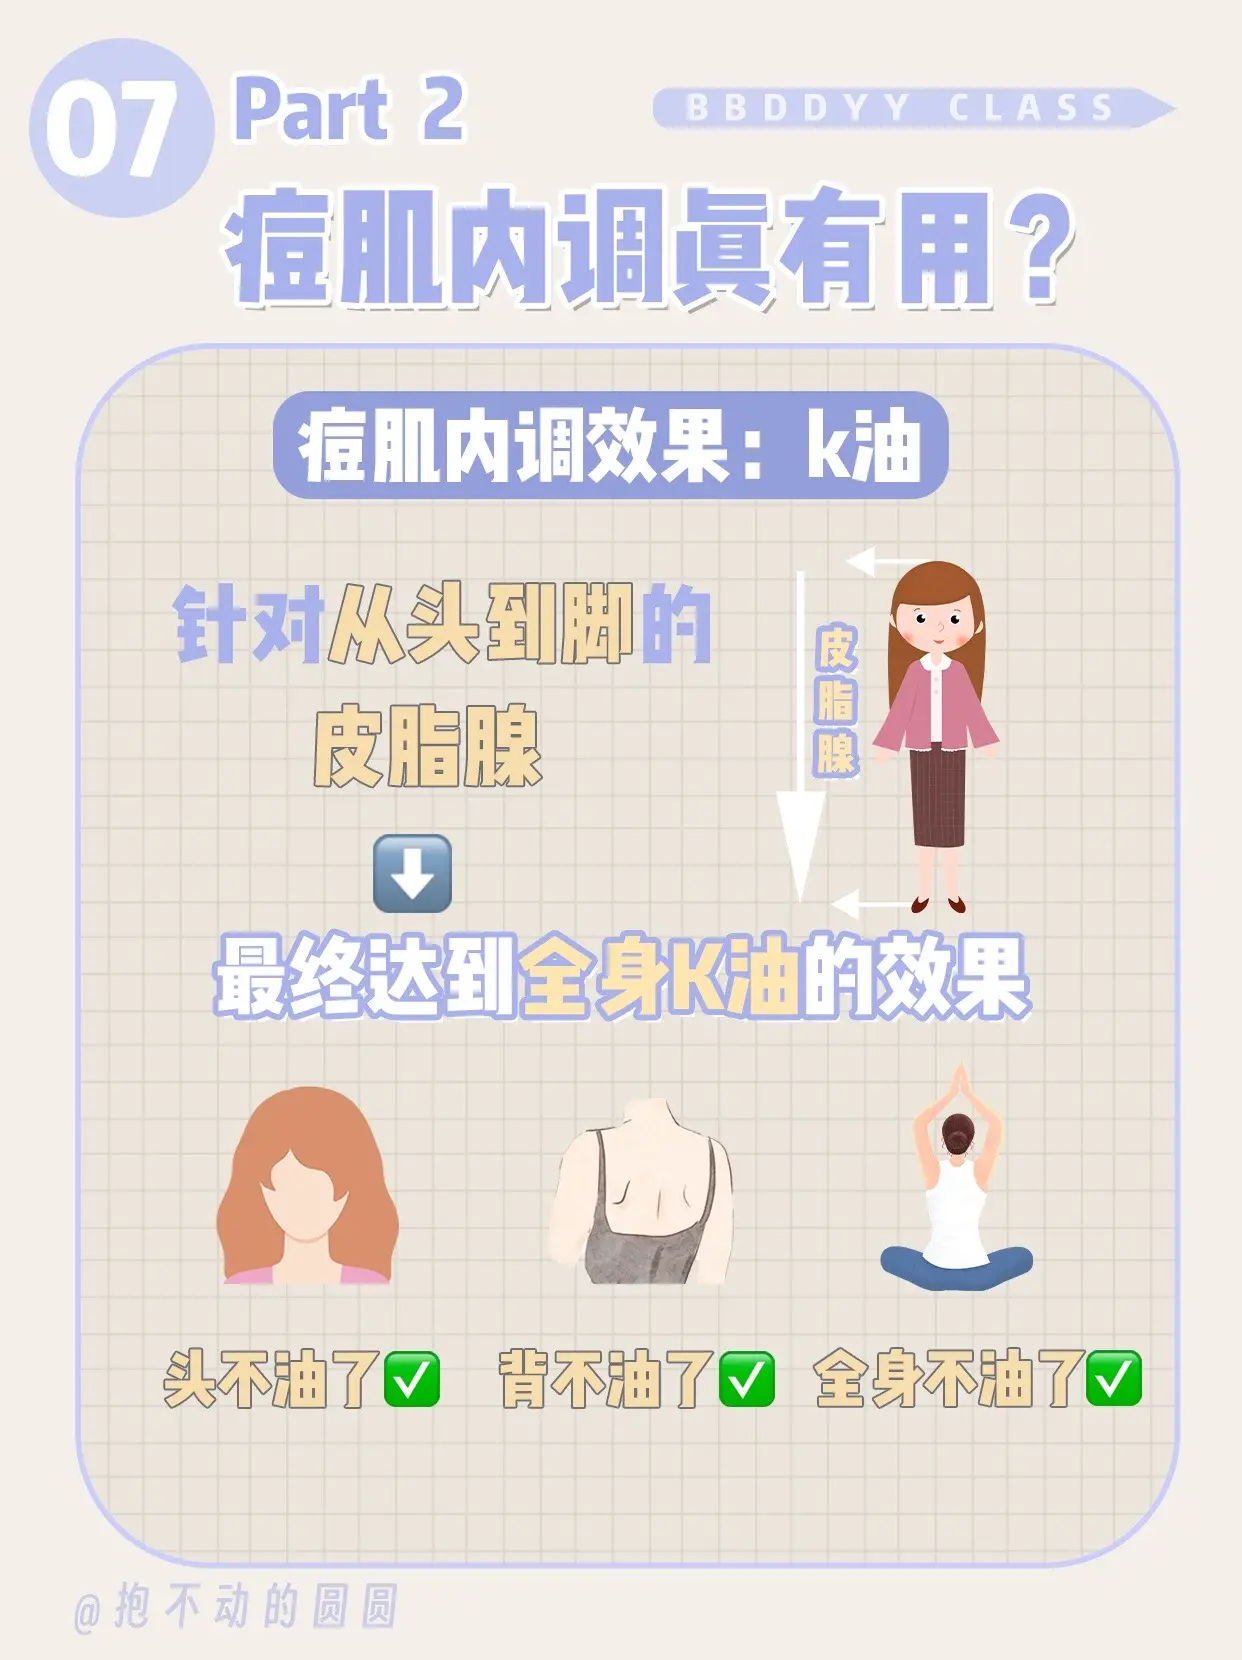 07
Part 2
BBDDYY CLASS
痘肌内调真有用？
痘肌内调效果：k油
针对从头到脚的
皮脂腺
皮脂腺
最终达到全身K油的效果
头不油了✅
背不油了✅
全身不油了✅
@抱不动的圆圆